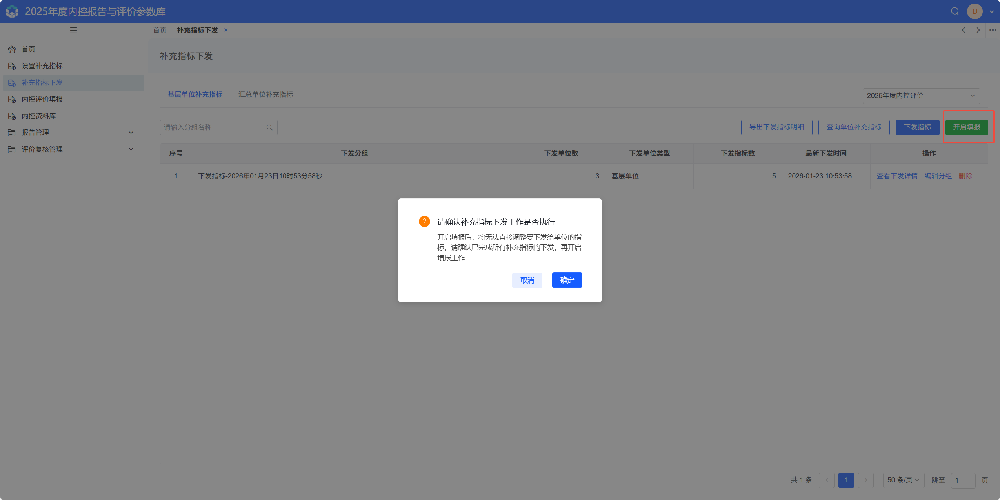 2025年度内控报告与评价参数库
D
首页
补充指标下发 ×
首页
设置补充指标
补充指标下发
内控评价填报
内控资料库
报告管理
评价复核管理
补充指标下发
基层单位补充指标
汇总单位补充指标
2025年度内控评价
请输入分组名称
导出下发指标明细
查询单位补充指标
下发指标
开启填报
序号 下发分组 下发单位数 下发单位类型 下发指标数 最新下发时间 操作
1 下发指标-2026年01月23日10时53分58秒 3 基层单位 5 2026-01-23 10:53:58 查看下发详情 编辑分组 删除
?
请确认补充指标下发工作是否执行
开启填报后，将无法直接调整要下发给单位的指
标，请确认已完成所有补充指标的下发，再开启
填报工作
取消
确定
共 1 条
1
50 条/页
跳至
1
页